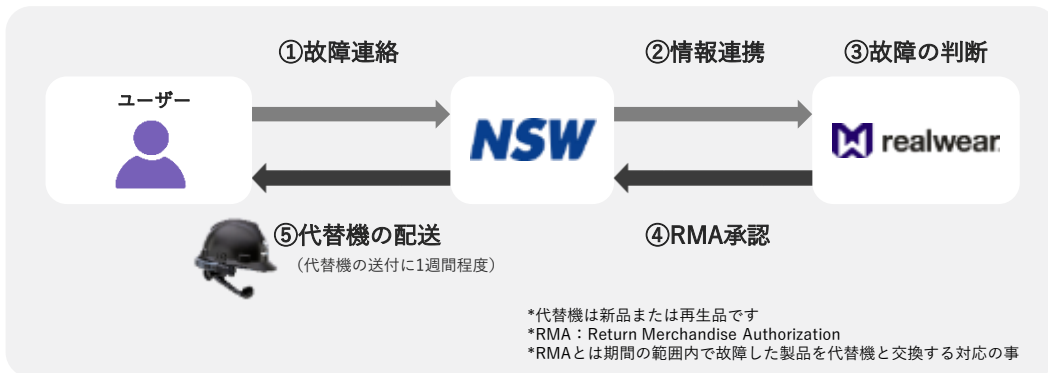 ①故障連絡
②情報連携
③故障の判断
ユーザー
NSW
realwear
⑤代替機の配送
④RMA承認
（代替機の送付に1週間程度）
*代替機は新品または再生品です
*RMA：Return Merchandise Authorization
*RMAとは期間の範囲内で故障した製品を代替機と交換する対応の事